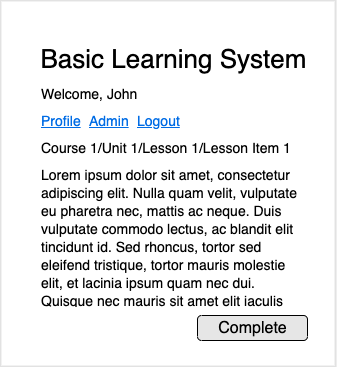 Basic Learning System
Welcome, John
Profile Admin Logout
Course 1/Unit 1/Lesson 1/Lesson Item 1
Lorem ipsum dolor sit amet, consectetur
adipiscing elit. Nulla quam velit, vulputate
eu pharetra nec, mattis ac neque. Duis
vulputate commodo lectus, ac blandit elit
tincidunt id. Sed rhoncus, tortor sed
eleifend tristique, tortor mauris molestie
elit, et lacinia ipsum quam nec dui.
Quisque nec mauris sit amet elit iaculis
Complete